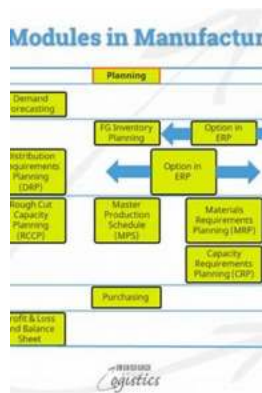 Modules in Manufactur
Planning
Demand
orecasting
FG Inventory
Planning
Option in
ERP
istribution
equirements
Planning
(DRP)
Option in
ERP
ough Cut
Capacity
Planning
(RCCP)
Master
Production
Schedule
(MPS)
Materials
Requirements
Planning (MRP)
Capacity
Requirements
Planning (CRP)
Purchasing
rofit & Loss
nd Balance
Sheet
ogistics